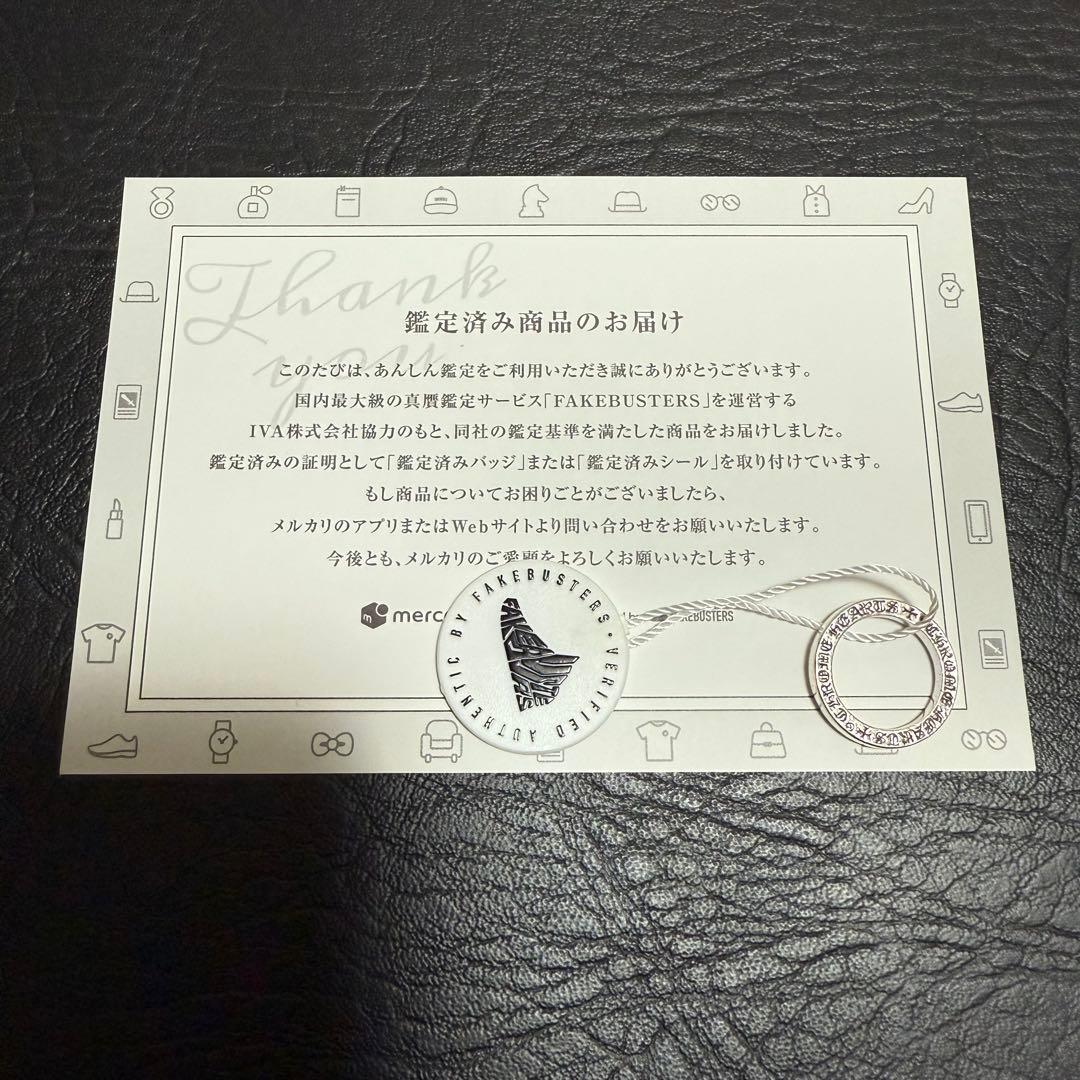 Thank you
鑑定済み商品のお届け
このたびは、あんしん鑑定をご利用いただき誠にありがとうございます。
国内最大級の真贋鑑定サービス「FAKEBUSTERS」を運営する
IVA株式会社協力のもと、同社の鑑定基準を満たした商品をお届けしました。
鑑定済みの証明として「鑑定済みバッジ」または「鑑定済みシール」を取り付けています。
もし商品についてお困りごとがございましたら、
メルカリのアプリまたはWebサイトより問い合わせをお願いいたします。
今後とも、メルカリのご愛顧をよろしくお願いいたします。
merc
KEBUSTERS
AUTHENTIC BY FAKEBUSTERS • VERIFIED
FAKEBUSTERS
CHROME HEARTS + CHROME HEARTS +